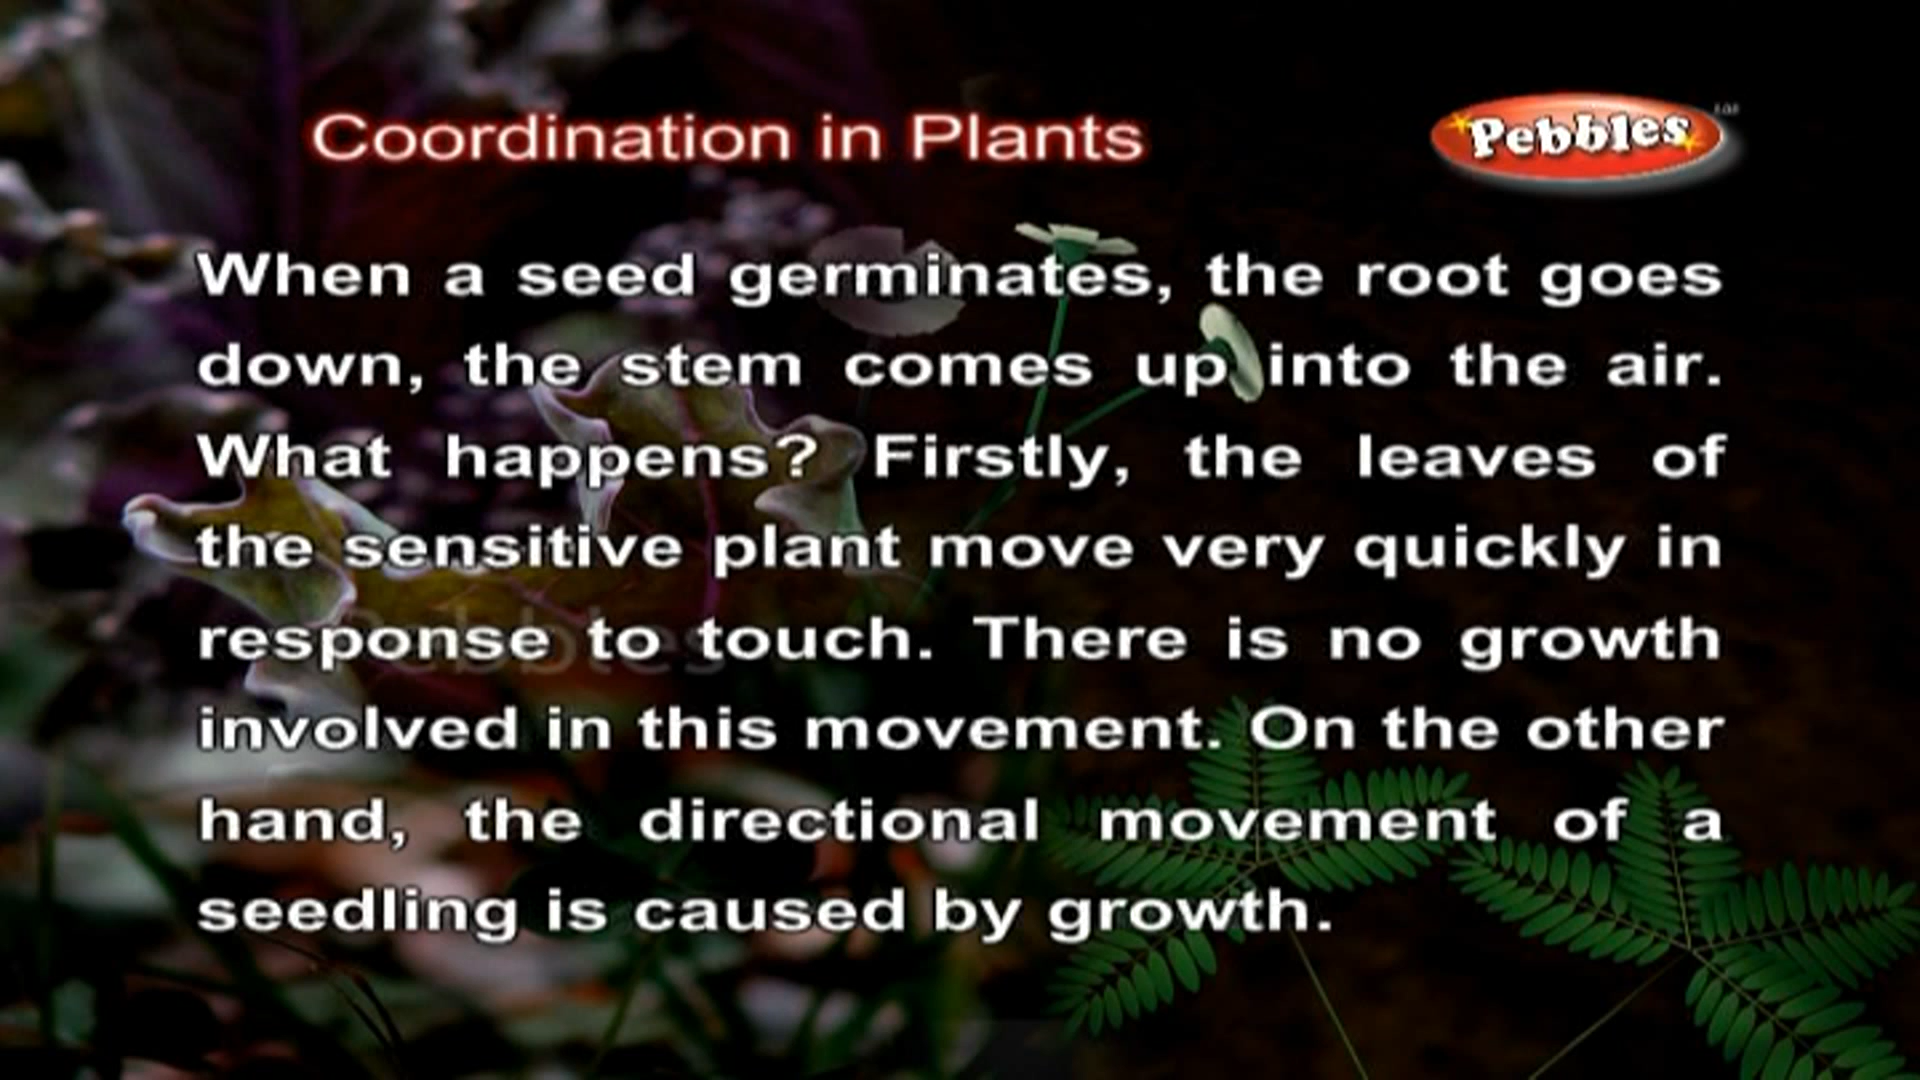 Coordination in Plants
Pebbles
When a seed germinates, the root goes
down, the stem comes up into the air.
What happens? Firstly, the leaves of
the sensitive plant move very quickly in
response to touch. There is no growth
involved in this movement. On the other
hand, the directional movement of a
seedling is caused by growth.